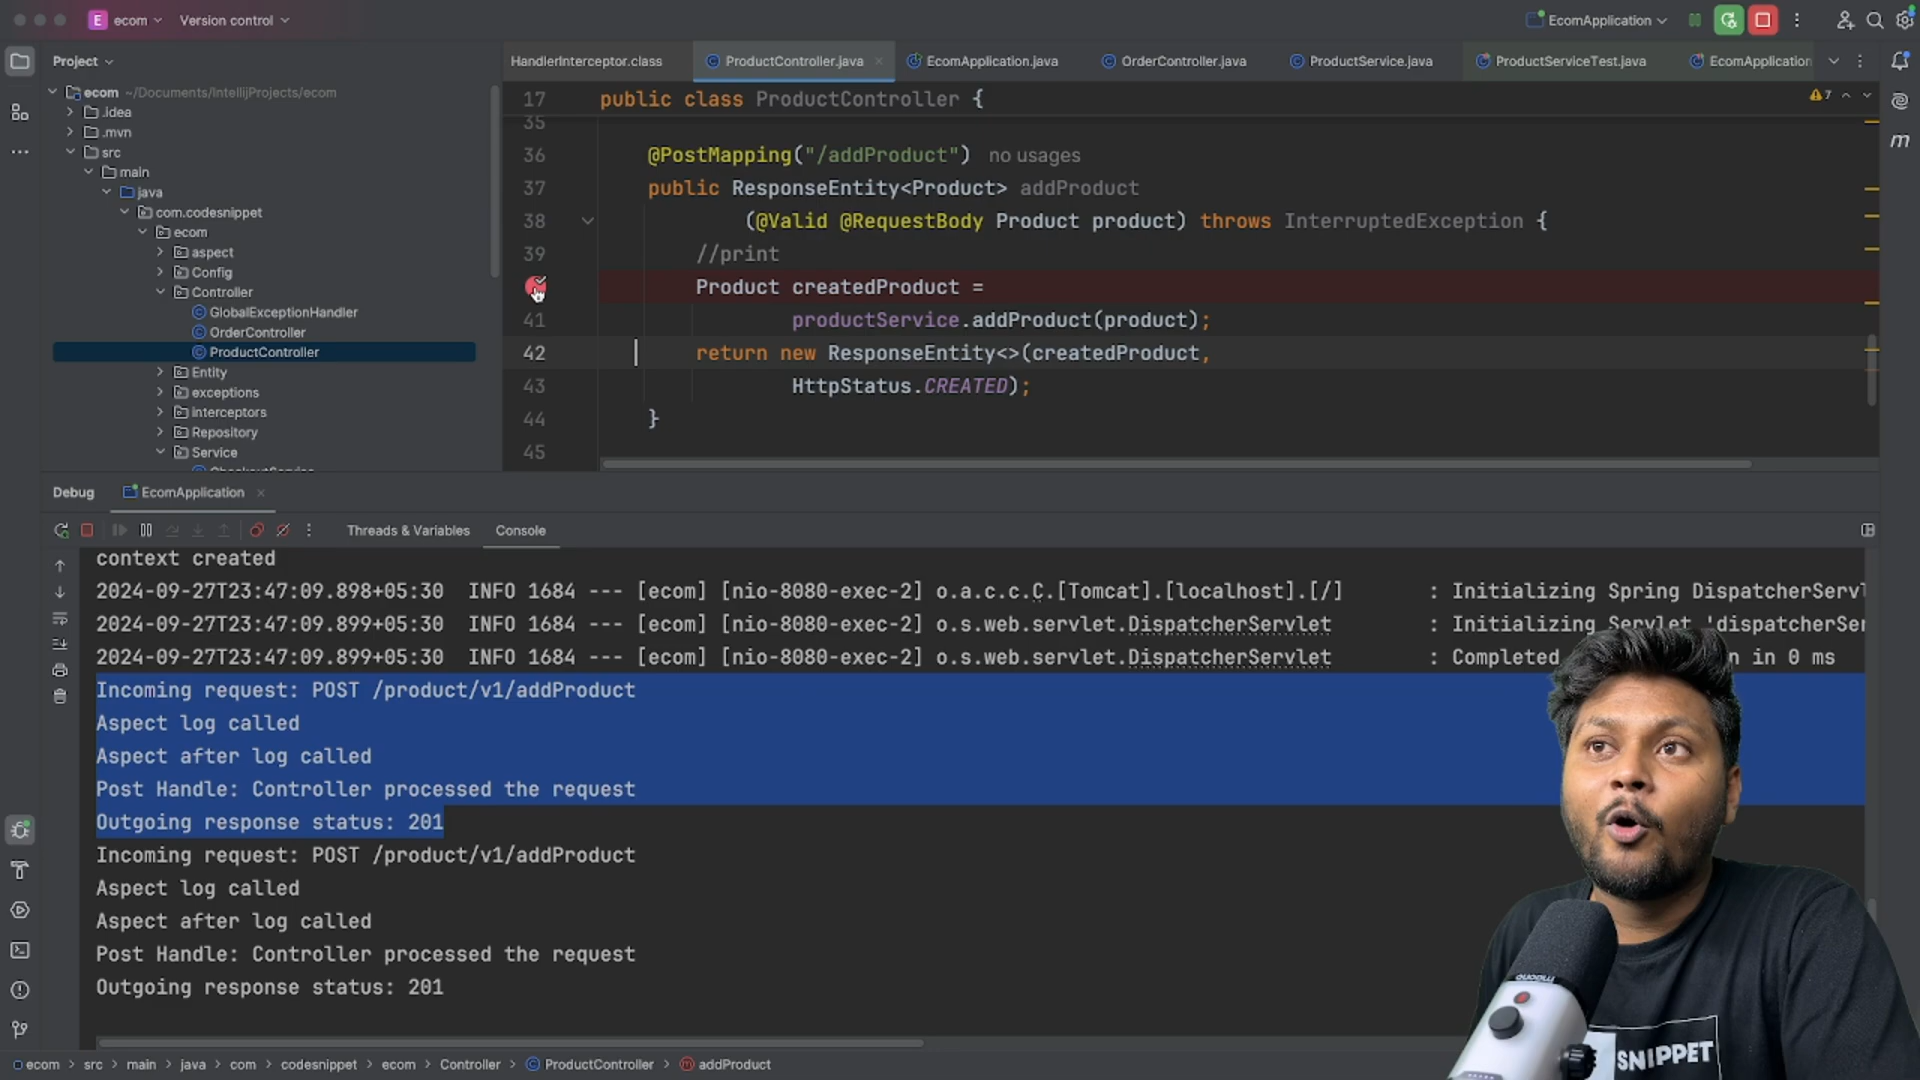 E ecom Version control EcomApplication
Project
HandlerInterceptor.class ProductController.java EcomApplication.java OrderController.java ProductService.java ProductServiceTest.java EcomApplication
ecom ~/Documents/IntellijProjects/ecom
.idea
.mvn
src
main
java
com.codesnippet
ecom
aspect
Config
Controller
GlobalExceptionHandler
OrderController
ProductController
Entity
exceptions
interceptors
Repository
Service
CheckoutService
17 public class ProductController { 7
35
36 @PostMapping("/addProduct") no usages
37 public ResponseEntity<Product> addProduct
38 (@Valid @RequestBody Product product) throws InterruptedException {
39 //print
Product createdProduct =
41 productService.addProduct(product);
42 return new ResponseEntity<>(createdProduct,
43 HttpStatus.CREATED);
44 }
45
Debug EcomApplication
Threads & Variables Console
context created
2024-09-27T23:47:09.898+05:30 INFO 1684 --- [ecom] [nio-8080-exec-2] o.a.c.c.C.[Tomcat].[localhost].[/] : Initializing Spring DispatcherServl
2024-09-27T23:47:09.899+05:30 INFO 1684 --- [ecom] [nio-8080-exec-2] o.s.web.servlet.DispatcherServlet : Initializing Servlet 'dispatcherSer
2024-09-27T23:47:09.899+05:30 INFO 1684 --- [ecom] [nio-8080-exec-2] o.s.web.servlet.DispatcherServlet : Completed n in 0 ms
Incoming request: POST /product/v1/addProduct
Aspect log called
Aspect after log called
Post Handle: Controller processed the request
Outgoing response status: 201
Incoming request: POST /product/v1/addProduct
Aspect log called
Aspect after log called
Post Handle: Controller processed the request
Outgoing response status: 201
SNIPPET
ecom > src > main > java > com > codesnippet > ecom > Controller > ProductController > addProduct